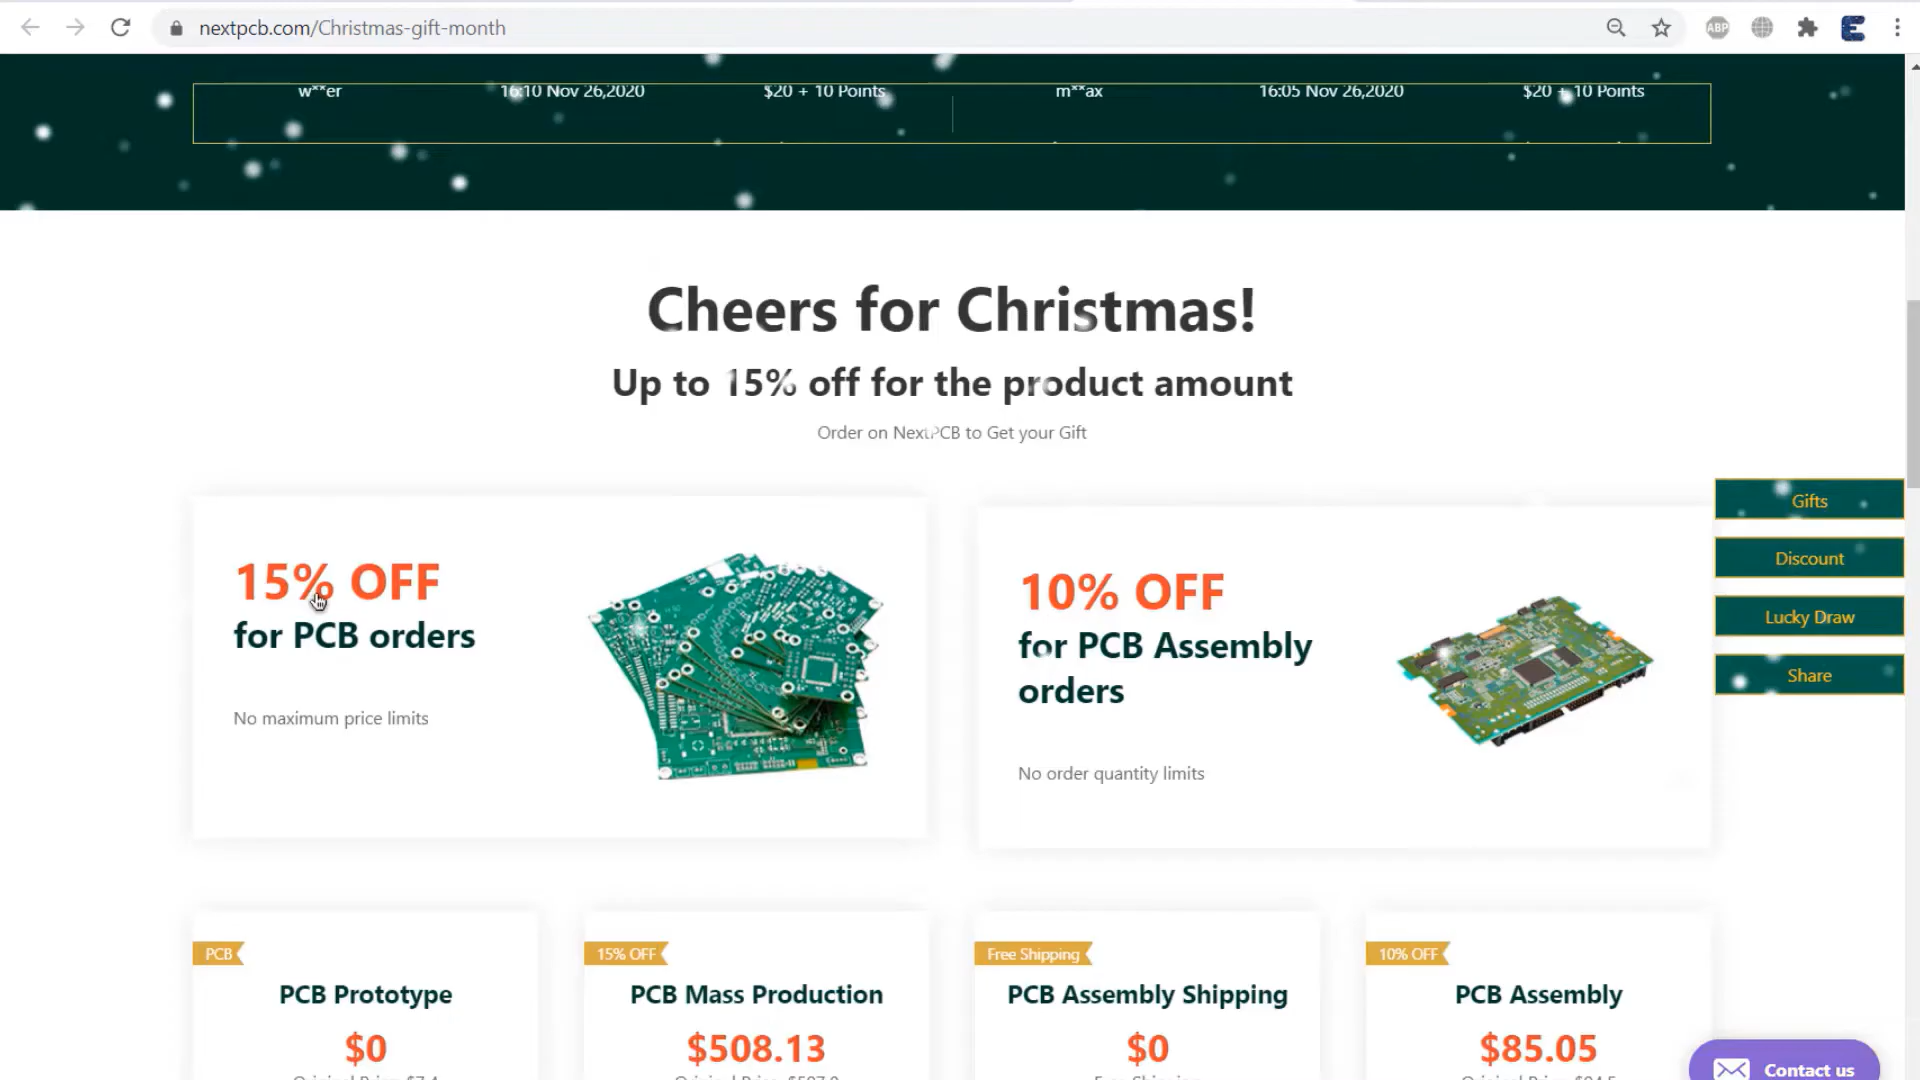 nextpcb.com/Christmas-gift-month
ABP
w**er 16:10 Nov 26,2020 $20 + 10 Points m**ax 16:05 Nov 26,2020 $20 + 10 Points
Cheers for Christmas!
Up to 15% off for the product amount
Order on NextPCB to Get your Gift
15% OFF
for PCB orders
No maximum price limits
10% OFF
for PCB Assembly
orders
No order quantity limits
Gifts
Discount
Lucky Draw
Share
PCB
PCB Prototype
$0
15% OFF
PCB Mass Production
$508.13
Free Shipping
PCB Assembly Shipping
$0
10% OFF
PCB Assembly
$85.05
Contact us